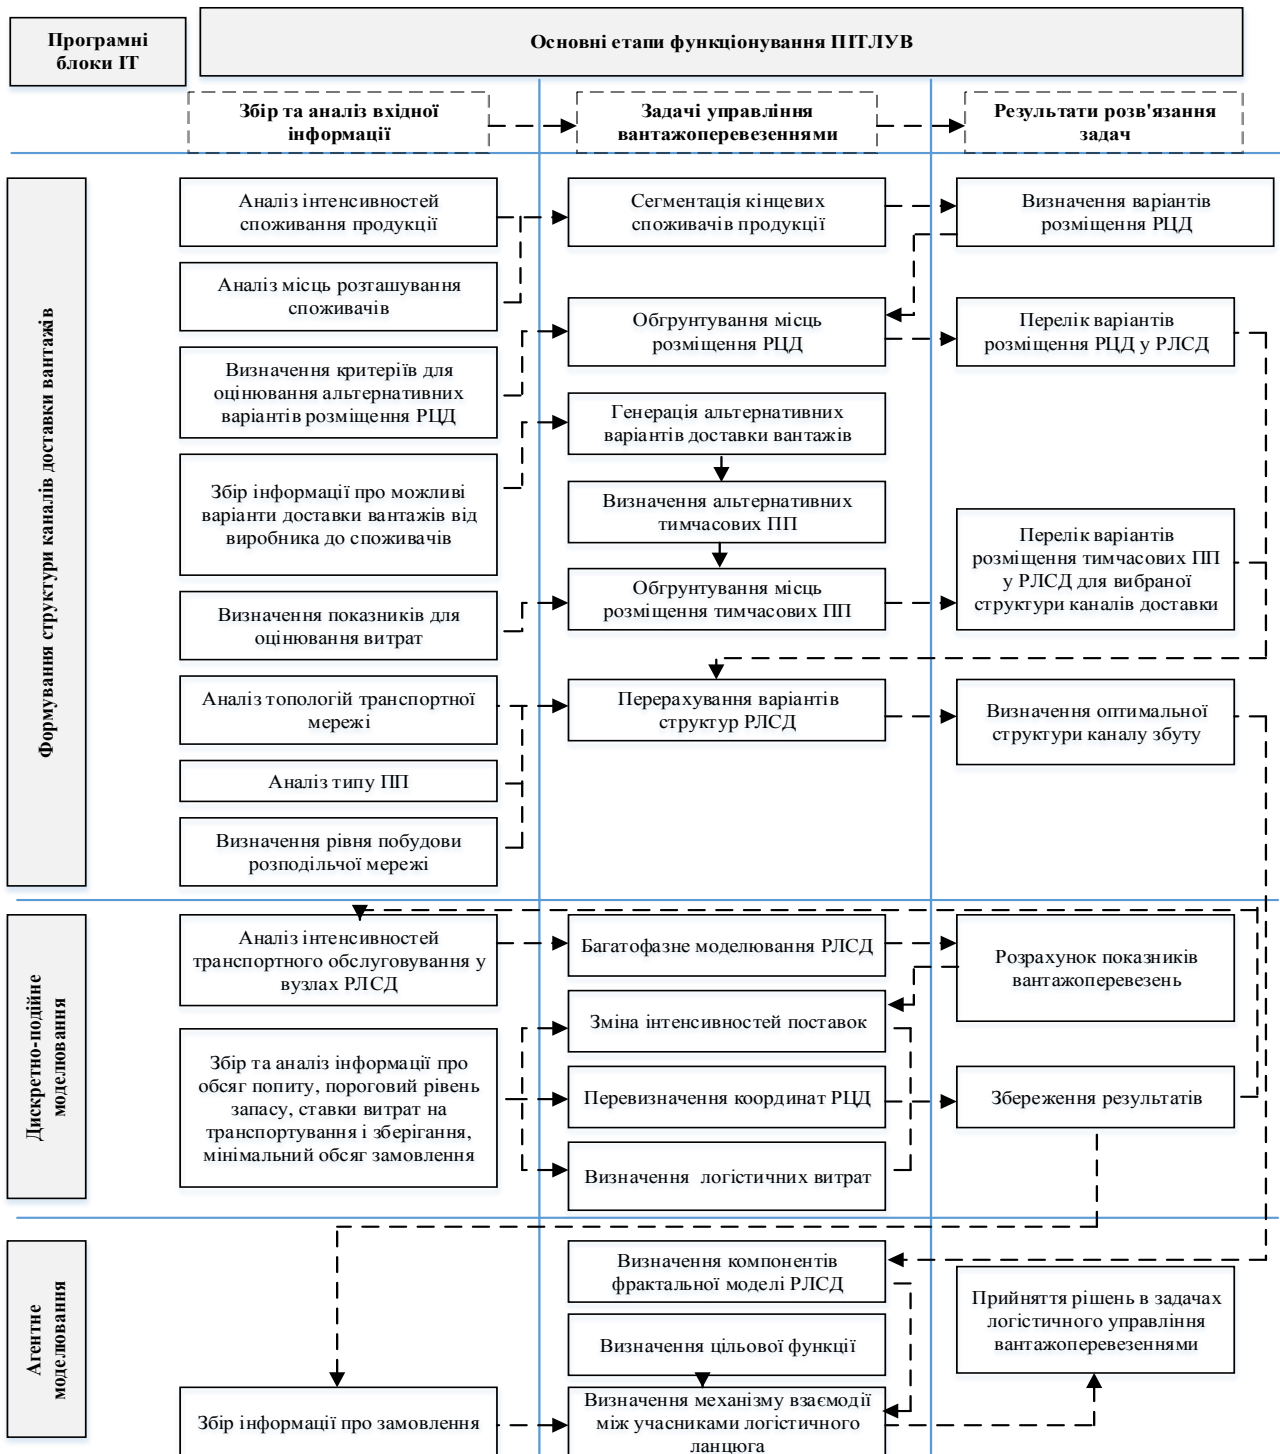 Програмні
блоки ІТ
Основні етапи функціонування ПІТЛУВ
Збір та аналіз вхідної
інформації
Задачі управління
вантажоперевезеннями
Результати розв'язання
задач
Формування структури каналів доставки вантажів
Аналіз інтенсивностей
споживання продукції
Сегментація кінцевих
споживачів продукції
Визначення варіантів
розміщення РЦД
Аналіз місць розташування
споживачів
Обгрунтування місць
розміщення РЦД
Перелік варіантів
розміщення РЦД у РЛСД
Визначення критеріїв для
оцінювання альтернативних
варіантів розміщення РЦД
Генерація альтернативних
варіантів доставки вантажів
Збір інформації про можливі
варіанти доставки вантажів від
виробника до споживачів
Визначення альтернативних
тимчасових ПП
Перелік варіантів
розміщення тимчасових ПП
у РЛСД для вибраної
структури каналів доставки
Визначення показників для
оцінювання витрат
Обгрунтування місць
розміщення тимчасових ПП
Аналіз топологій транспортної
мережі
Перерахування варіантів
структур РЛСД
Визначення оптимальної
структури каналу збуту
Аналіз типу ПП
Визначення рівня побудови
розподільчої мережі
Дискретно-подійне
моделювання
Аналіз інтенсивностей
транспортного обслуговування у
вузлах РЛСД
Багатофазне моделювання РЛСД
Розрахунок показників
вантажоперевезень
Зміна інтенсивностей поставок
Збір та аналіз інформації про
обсяг попиту, пороговий рівень
запасу, ставки витрат на
транспортування і зберігання,
мінімальний обсяг замовлення
Перевизначення координат РЦД
Збереження результатів
Визначення логістичних витрат
Агентне
моделювання
Визначення компонентів
фрактальної моделі РЛСД
Прийняття рішень в задачах
логістичного управління
вантажоперевезеннями
Визначення цільової функції
Збір інформації про замовлення
Визначення механізму взаємодії
між учасниками логістичного
ланцюга